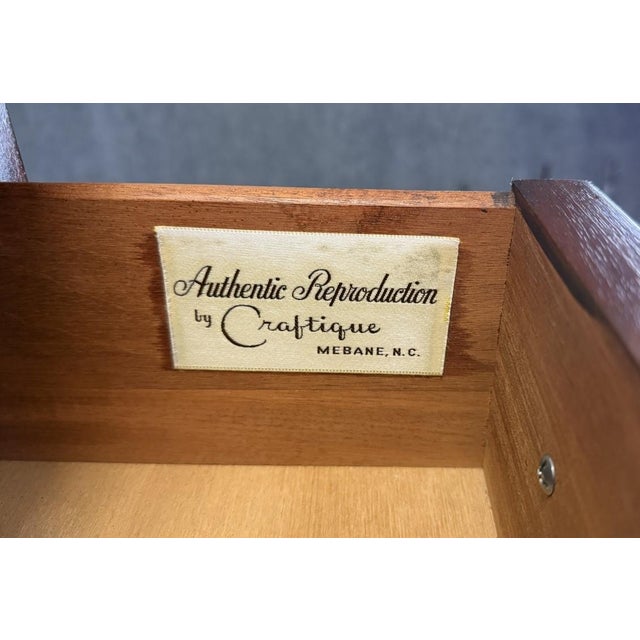 Authentic Reproduction
by Craftique
MEBANE, N.C.